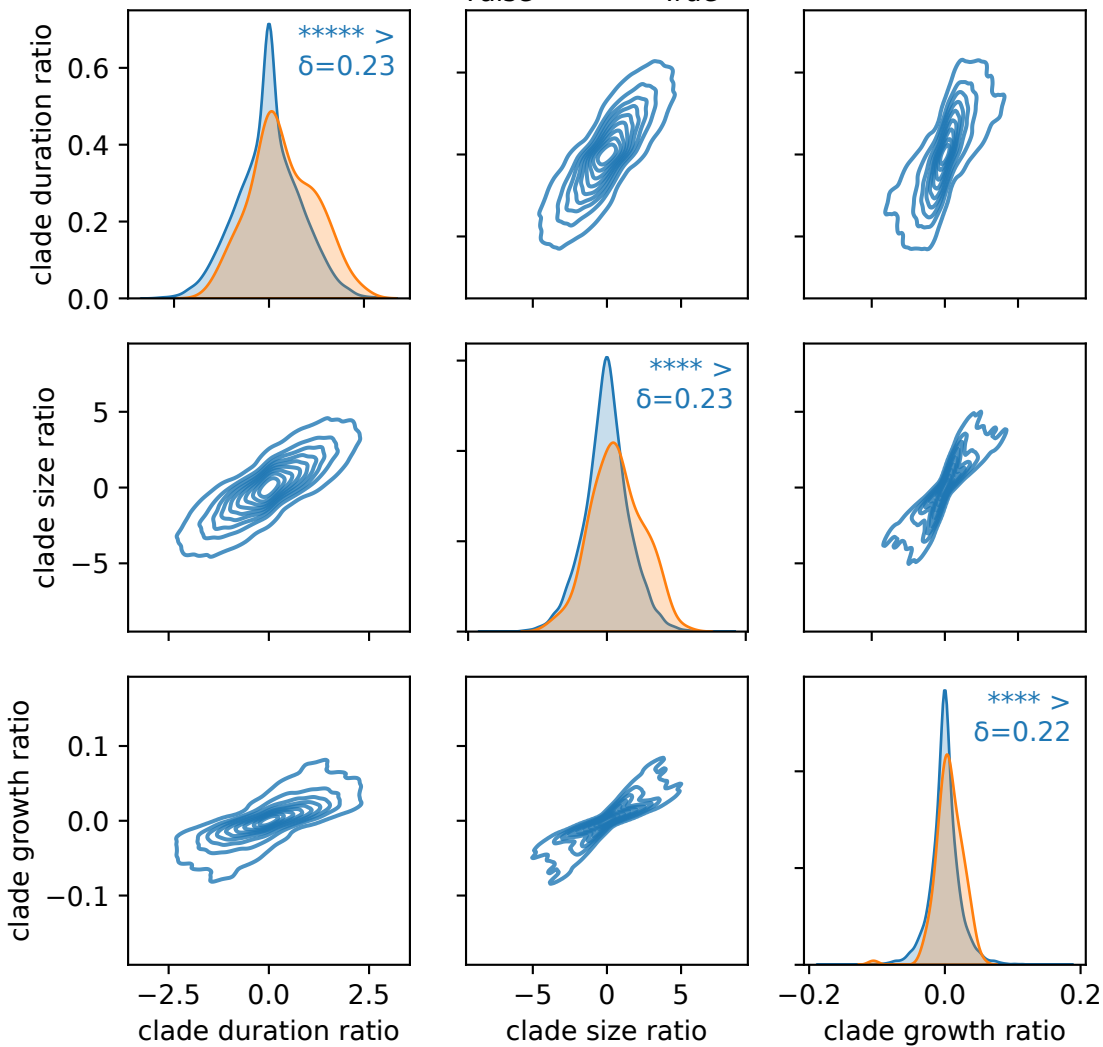 clade duration ratio
0.6
0.4
0.2
0.0
***** >
δ=0.23
clade size ratio
5
0
−5
**** >
δ=0.23
clade growth ratio
0.1
0.0
−0.1
**** >
δ=0.22
−2.5 0.0 2.5
−5 0 5
−0.2 0.0 0.2
clade duration ratio
clade size ratio
clade growth ratio